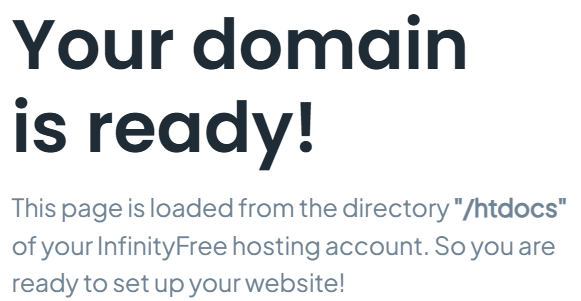 Your domain
is ready!
This page is loaded from the directory "/htdocs"
of your InfinityFree hosting account. So you are
ready to set up your website!